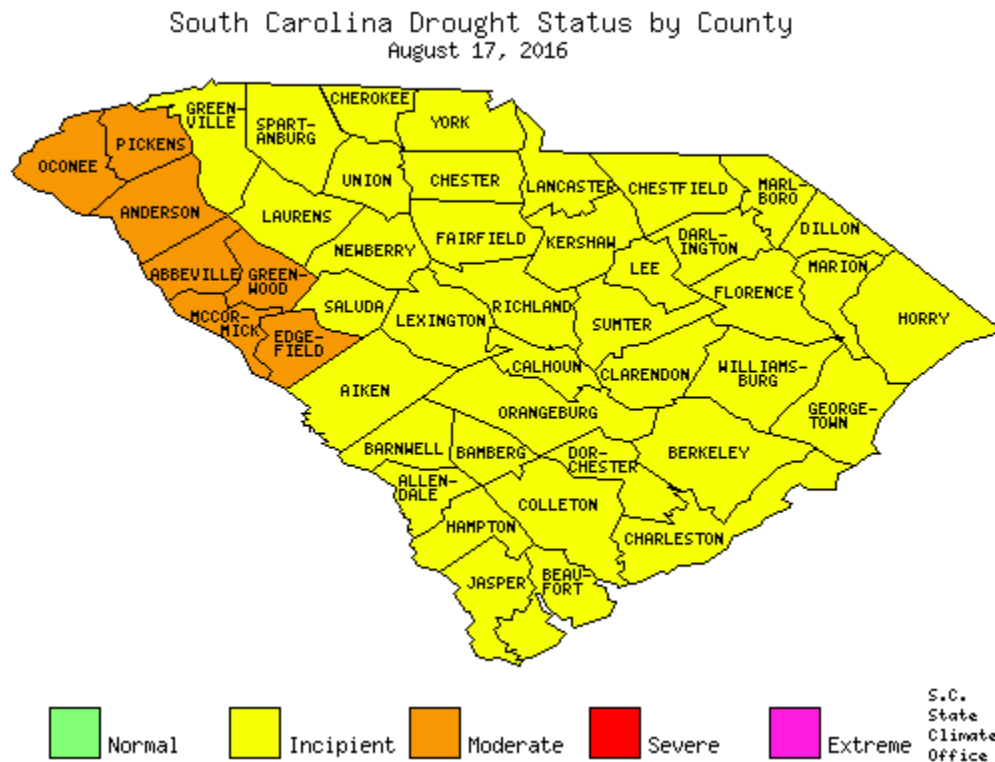 South Carolina Drought Status by County
August 17, 2016
CHEROKEE
GREEN-
VILLE
SPART-
ANBURG
YORK
PICKENS
OCONEE
UNION
CHESTER
LANCASTER
CHESTFIELD
MARL-
BORO
ANDERSON
LAURENS
DILLON
NEWBERRY
FAIRFIELD
KERSHAW
DARL-
INGTON
ABBEVILLE
GREEN-
WOOD
LEE
MARION
SALUDA
RICHLAND
FLORENCE
MCCOR-
MICK
LEXINGTON
SUMTER
HORRY
EDGE-
FIELD
AIKEN
CALHOUN
CLARENDON
WILLIAMS-
BURG
ORANGEBURG
GEORGE-
TOWN
BARNWELL
BAMBERG
DOR-
CHESTER
BERKELEY
ALLEN-
DALE
COLLETON
HAMPTON
CHARLESTON
JASPER
BEAU-
FORT
Normal
Incipient
Moderate
Severe
Extreme
S.C.
State
Climate
Office